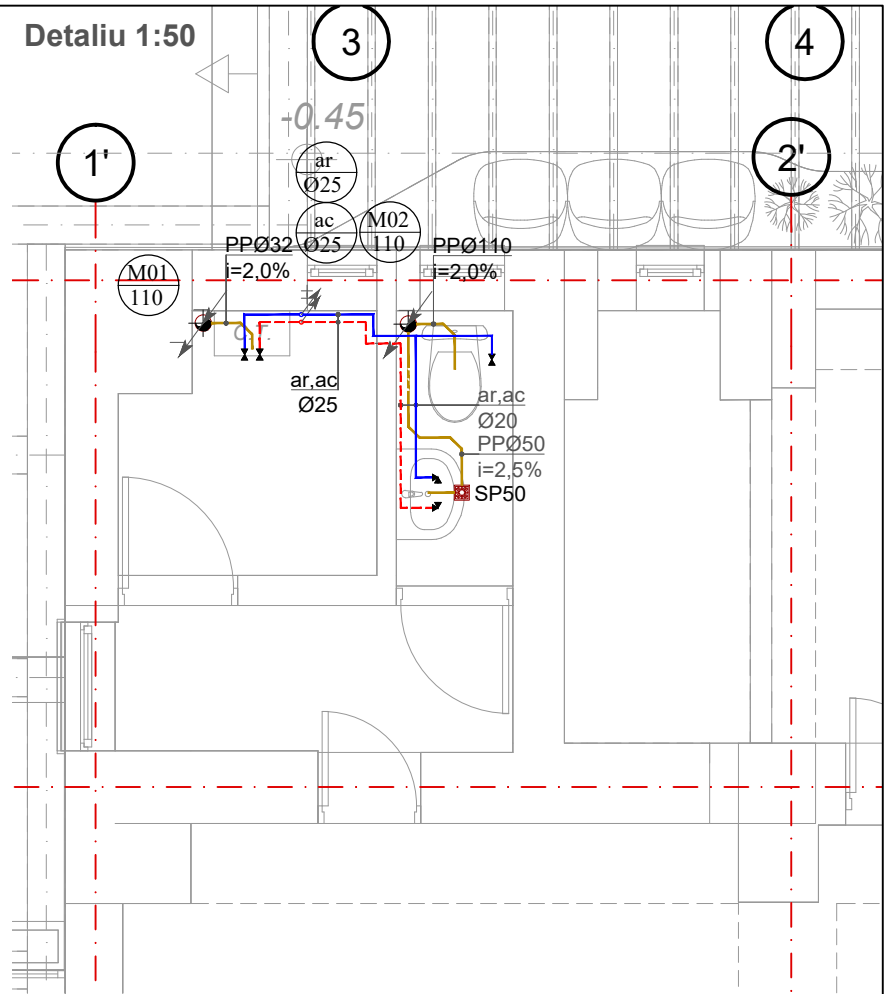 Detaliu 1:50
3
4
-0.45
1'
2'
ar
Ø25
ac
Ø25
M02
110
PPØ32
i=2,0%
PPØ110
i=2,0%
M01
110
ar,ac
Ø25
ar,ac
Ø20
PPØ50
i=2,5%
SP50